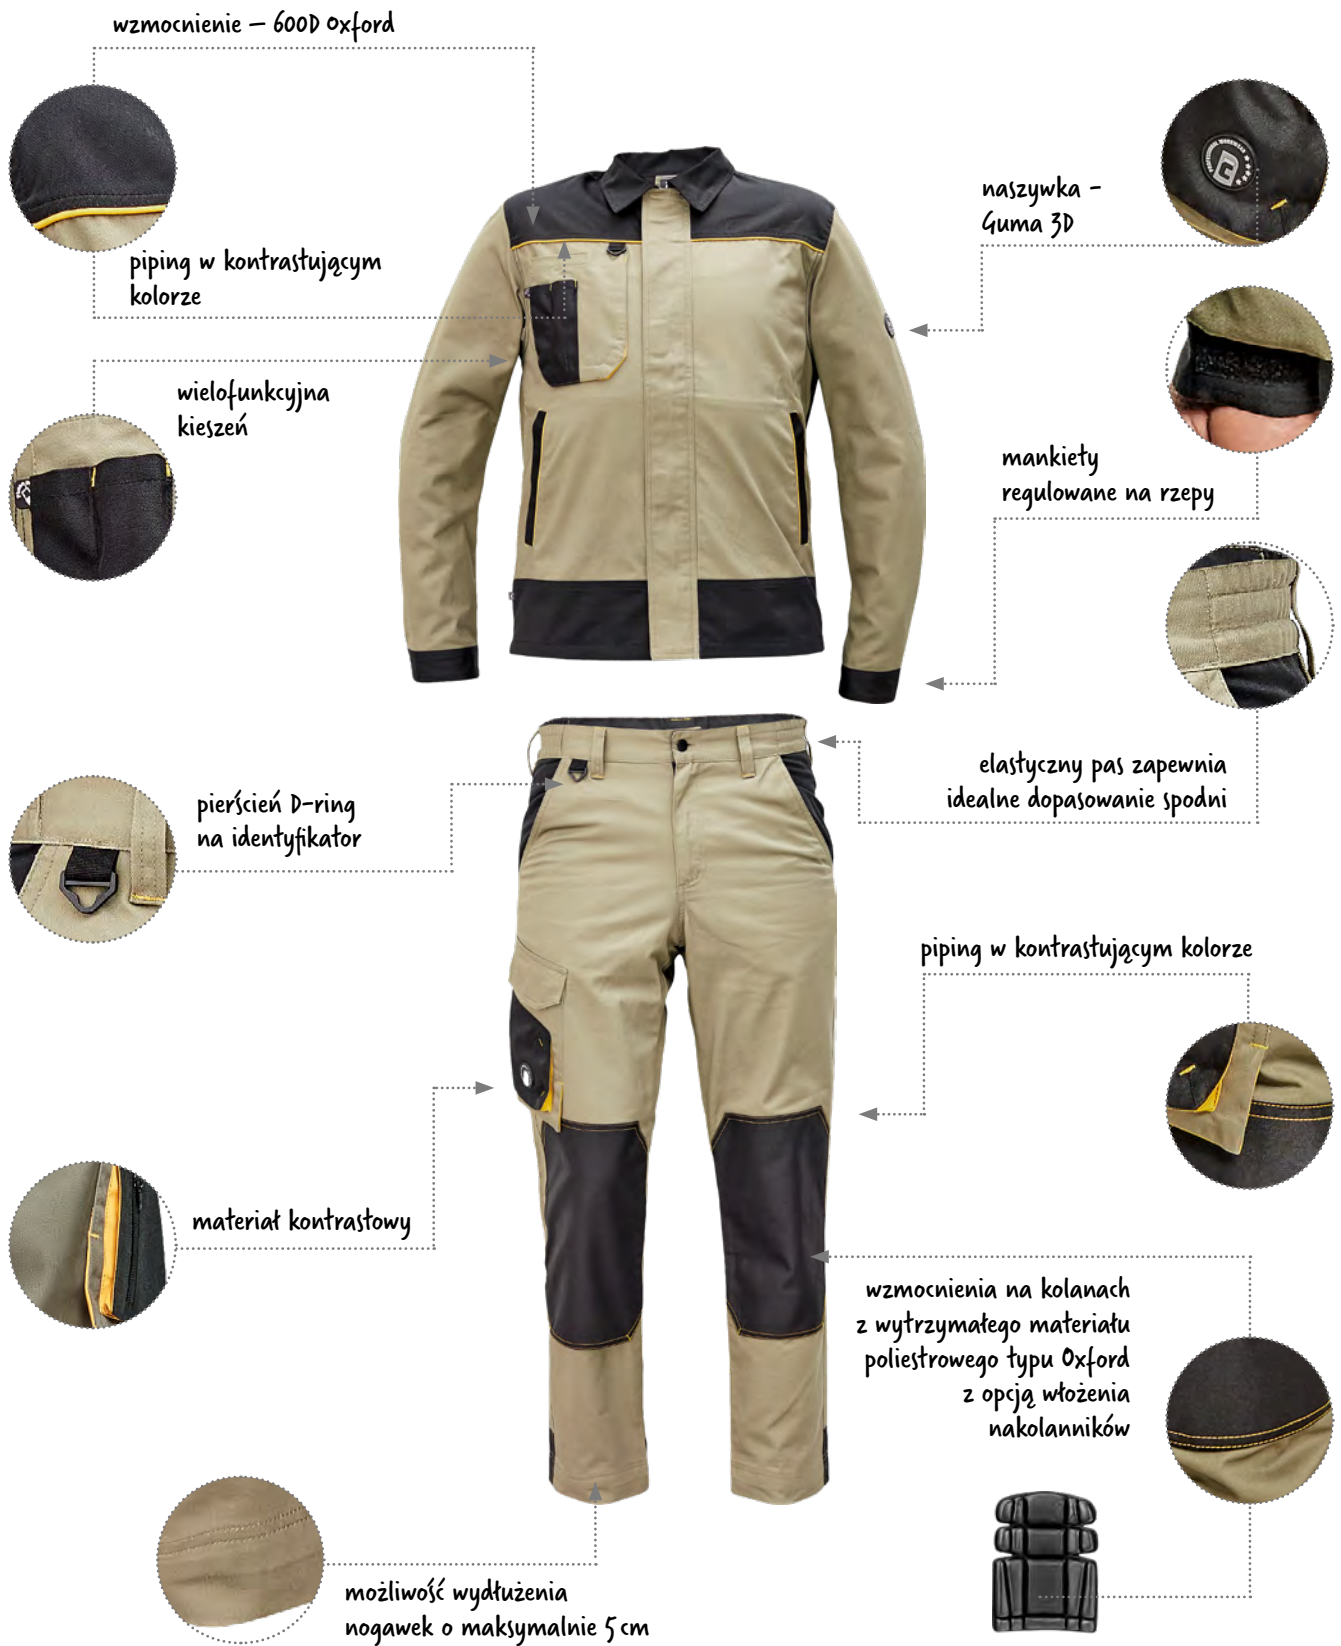 wzmocnienie – 600D Oxford
naszywka –
Guma 3D
piping w kontrastującym
kolorze
wielofunkcyjna
kieszeń
mankiety
regulowane na rzepy
elastyczny pas zapewnia
idealne dopasowanie spodni
pierścień D-ring
na identyfikator
piping w kontrastującym kolorze
materiał kontrastowy
wzmocnienia na kolanach
z wytrzymałego materiału
poliestrowego typu Oxford
z opcją włożenia
nakolanników
możliwość wydłużenia
nogawek o maksymalnie 5 cm
PROFESSIONAL WORKWEAR